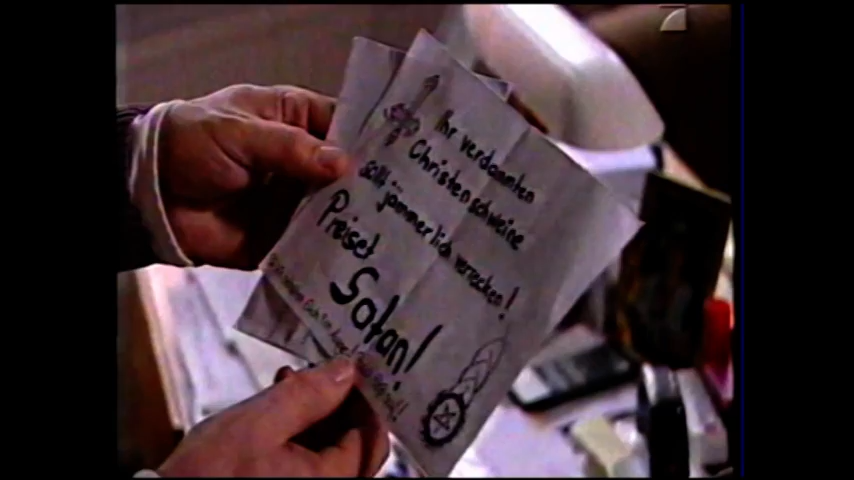 Ihr verdammten
Christenschweine
sollt
jämmerlich verrecken!
Preiset
Satan!